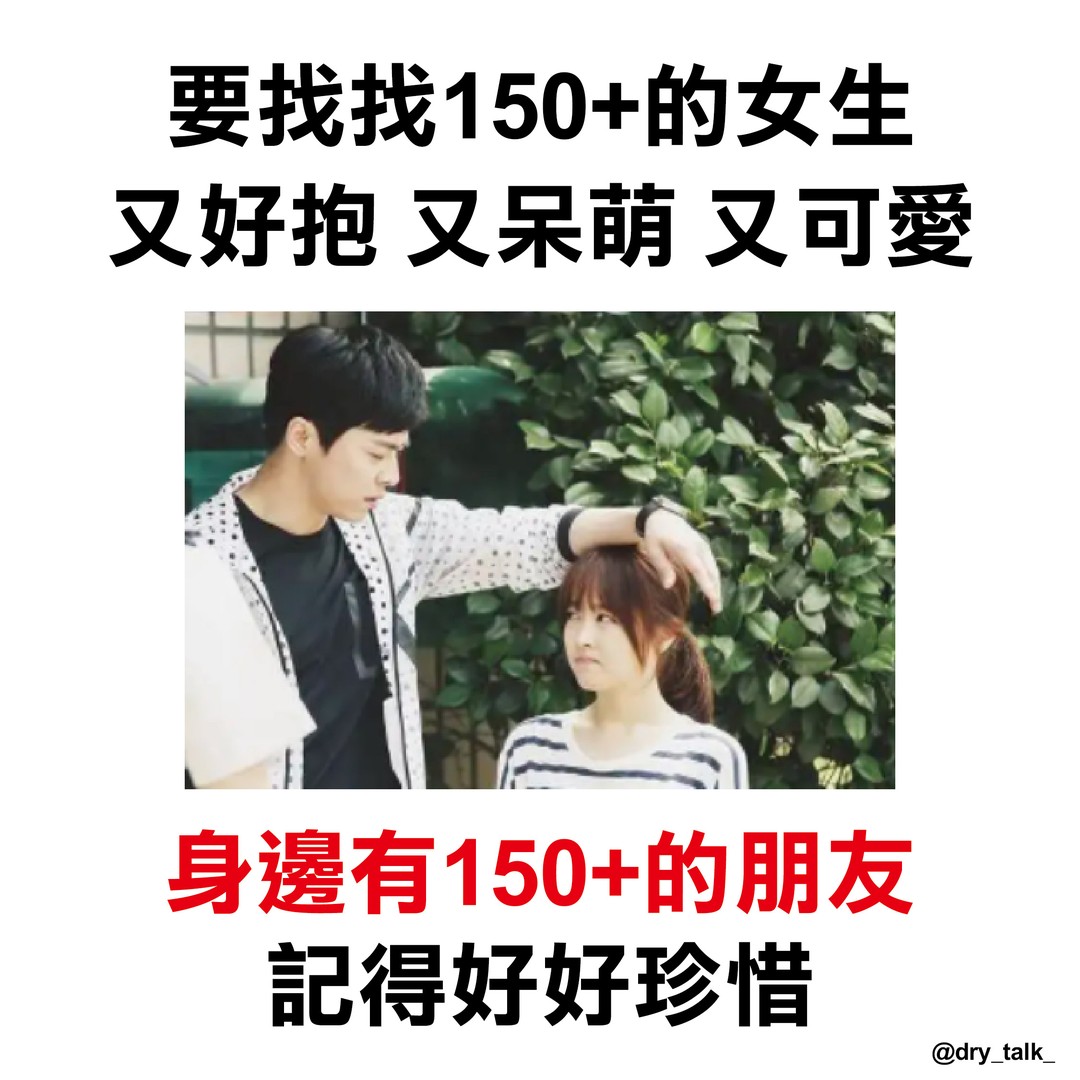 要找找150+的女生
又好抱 又呆萌 又可愛
身邊有150+的朋友
記得好好珍惜
@dry_talk_